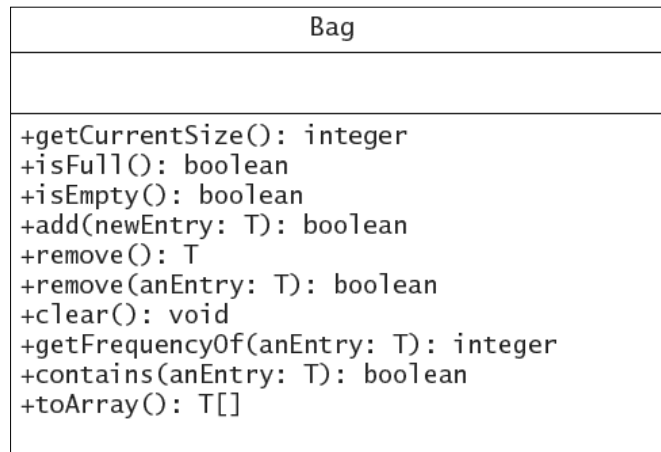 Bag
+getCurrentSize(): integer
+isFull(): boolean
+isEmpty(): boolean
+add(newEntry: T): boolean
+remove(): T
+remove(anEntry: T): boolean
+clear(): void
+getFrequencyOf(anEntry: T): integer
+contains(anEntry: T): boolean
+toArray(): T[]